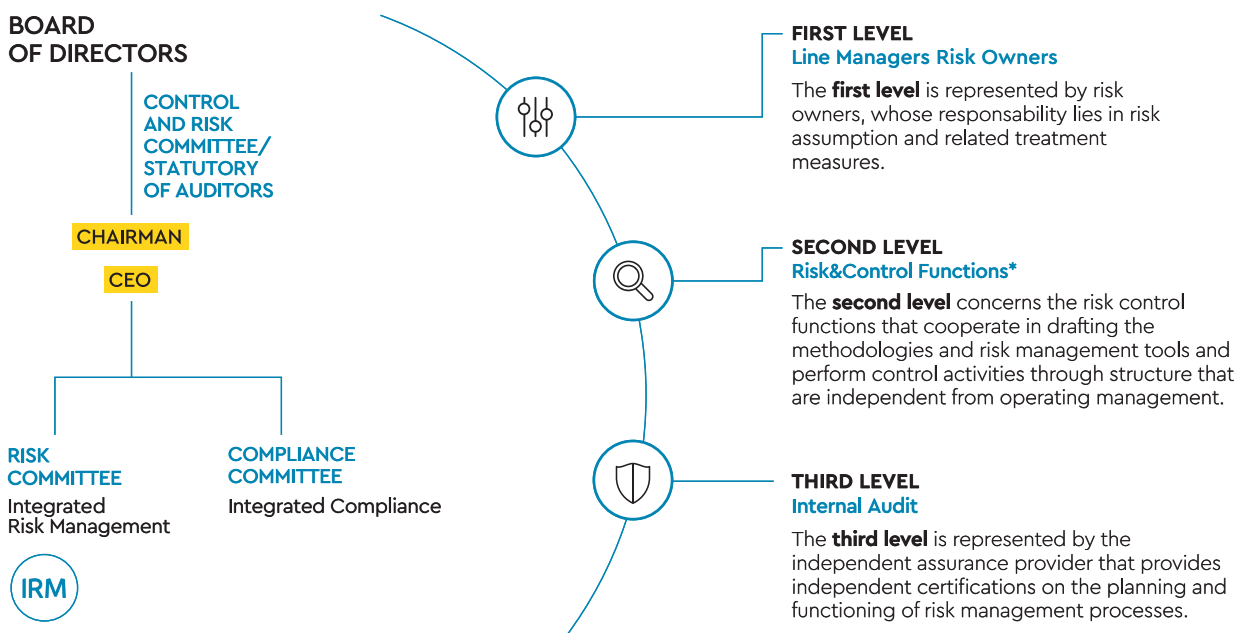 BOARD
OF DIRECTORS
CONTROL
AND RISK
COMMITTEE/
STATUTORY
OF AUDITORS
CHAIRMAN
CEO
RISK
COMMITTEE
Integrated
Risk Management
IRM
COMPLIANCE
COMMITTEE
Integrated Compliance
FIRST LEVEL
Line Managers Risk Owners
The first level is represented by risk
owners, whose responsability lies in risk
assumption and related treatment
measures.
SECOND LEVEL
Risk&Control Functions*
The second level concerns the risk control
functions that cooperate in drafting the
methodologies and risk management tools and
perform control activities through structure that
are independent from operating management.
THIRD LEVEL
Internal Audit
The third level is represented by the
independent assurance provider that provides
independent certifications on the planning and
functioning of risk management processes.